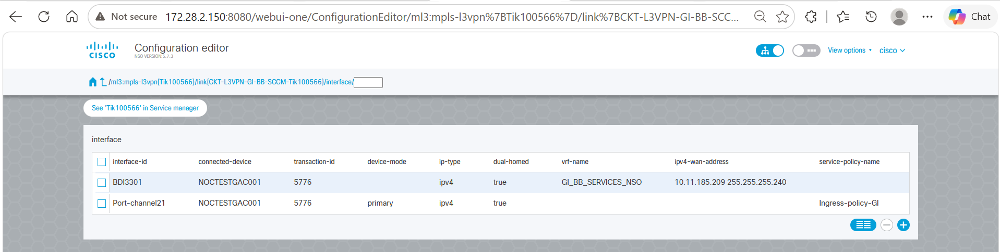 Not secure 172.28.2.150:8080/webui-one/ConfigurationEditor/ml3:mpls-l3vpn%7BTik100566%7D/link%7BCKT-L3VPN-GI-BB-SCC... Chat
CISCO Configuration editor
NSO VERSION:5.7.3
View options cisco
/ml3:mpls-l3vpn{Tik100566}/link{CKT-L3VPN-GI-BB-SCCM-Tik100566}/interface/
See 'Tik100566' in Service manager
interface
interface-id connected-device transaction-id device-mode ip-type dual-homed vrf-name ipv4-wan-address service-policy-name
BDI3301 NOCTESTGAC001 5776 ipv4 true GI_BB_SERVICES_NSO 10.11.185.209 255.255.255.240
Port-channel21 NOCTESTGAC001 5776 primary ipv4 true Ingress-policy-GI